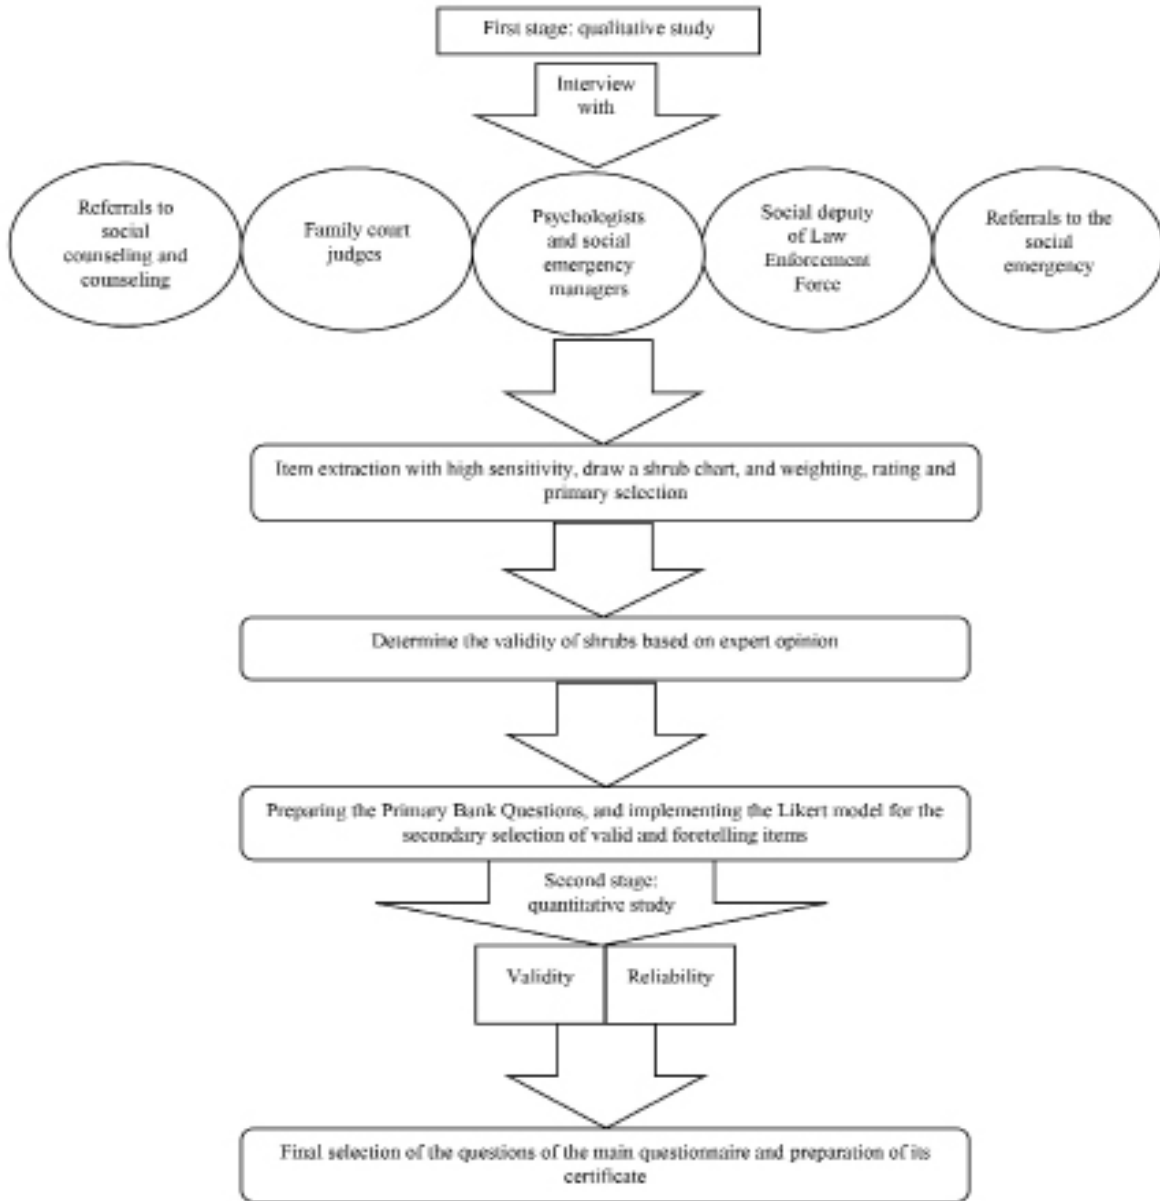 First stage: qualitative study
Interview
with
Referrals to
social
counseling and
counseling
Family court
judges
Psychologists
and social
emergency
managers
Social deputy
of Law
Enforcement
Force
Referrals to the
social
emergency
Item extraction with high sensitivity, draw a shrub chart, and weighting, rating and
primary selection
Determine the validity of shrubs based on expert opinion
Preparing the Primary Bank Questions, and implementing the Likert model for the
secondary selection of valid and foretelling items
Second stage:
quantitative study
Validity
Reliability
Final selection of the questions of the main questionnaire and preparation of its
certificate